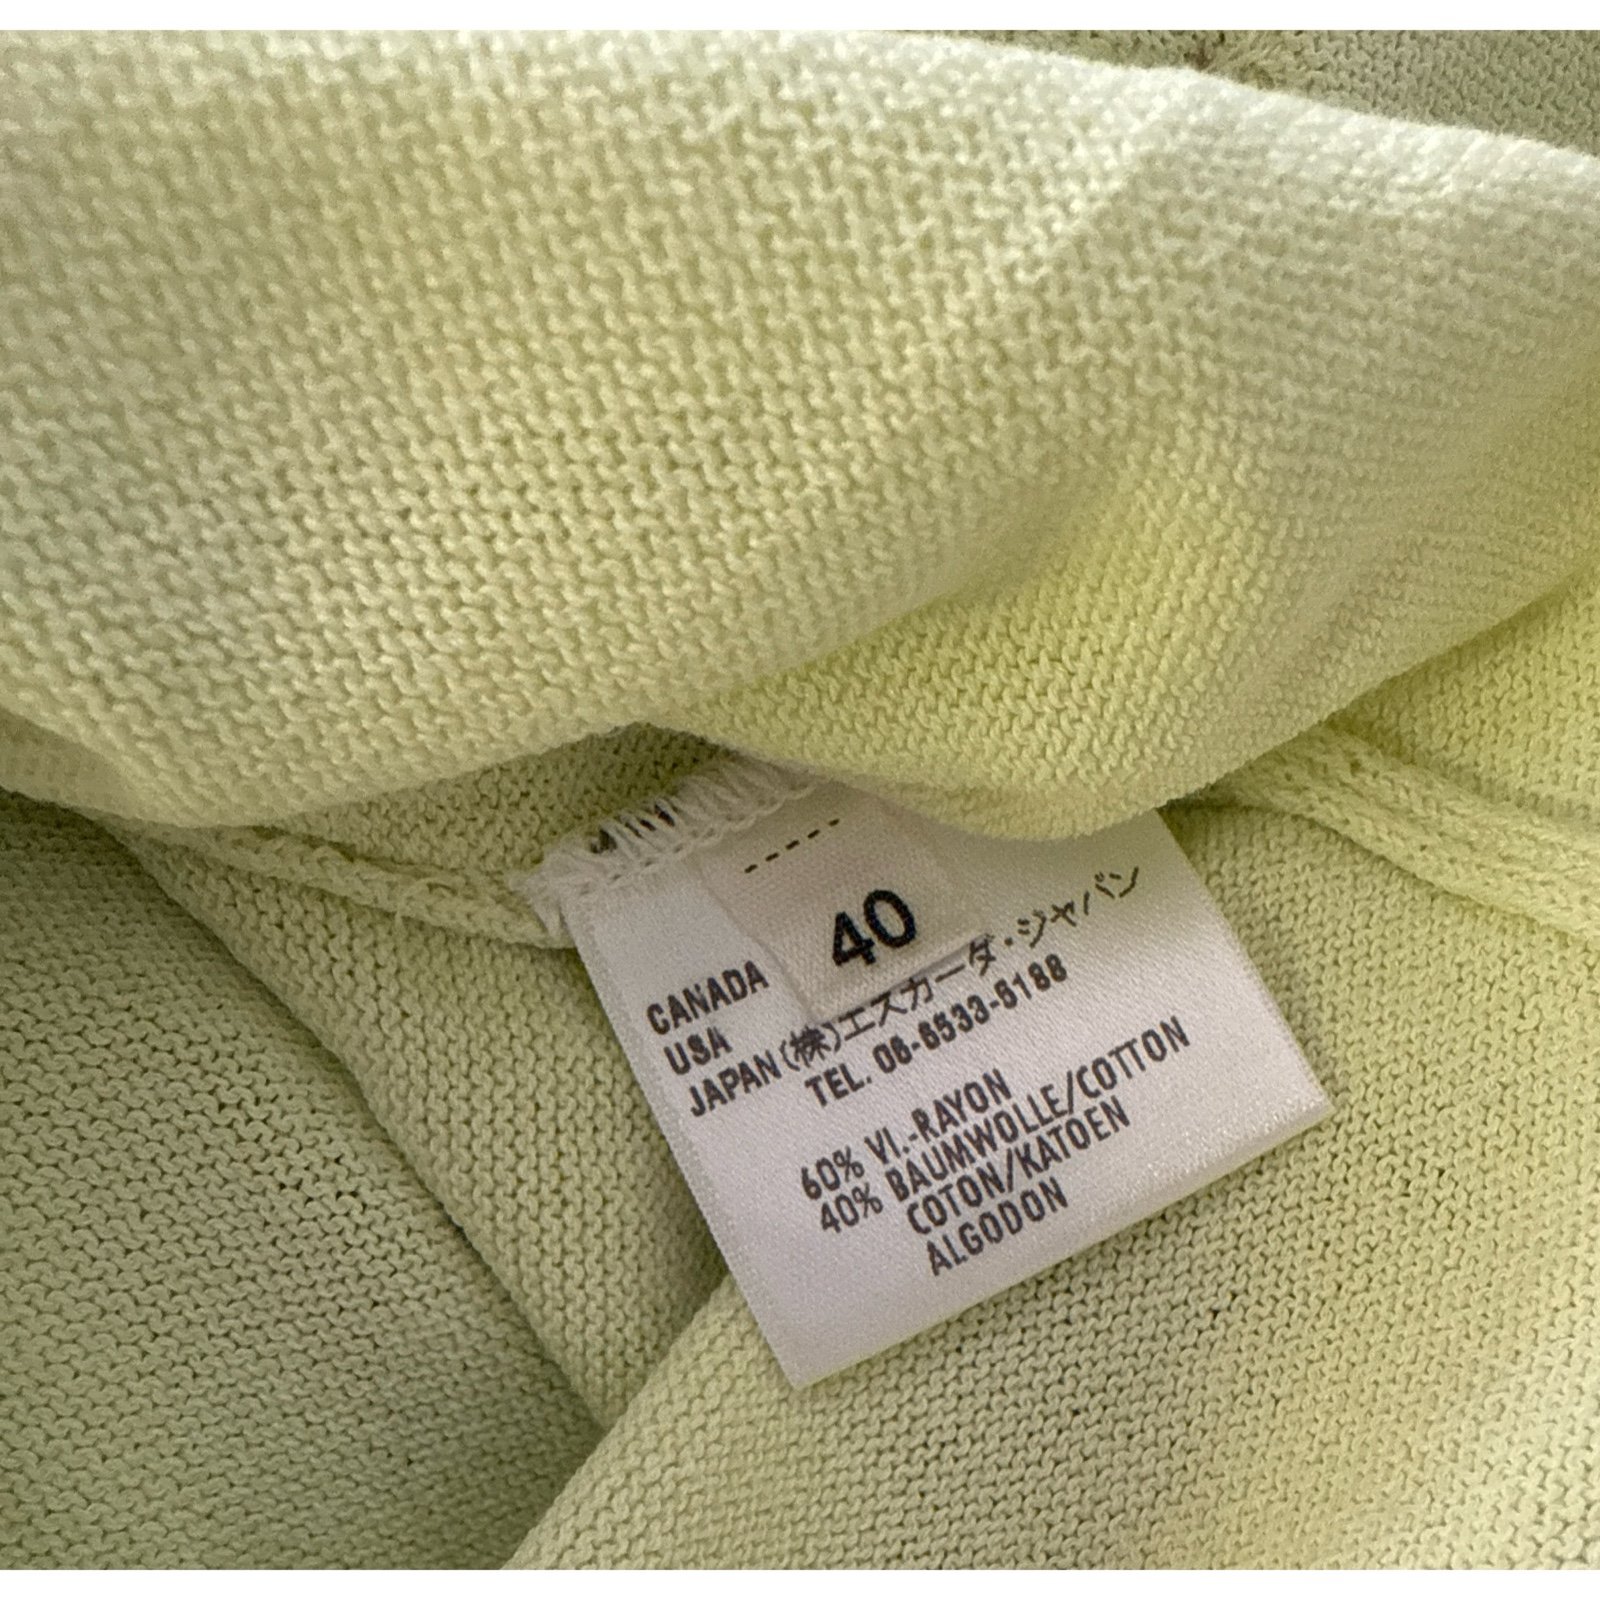 40
CANADA
USA
JAPAN (株)エスカーダ・ジャパン
TEL. 06-6533-5188
60% VI.-RAYON
40% BAUMWOLLE/COTTON
COTON/KATOEN
ALGODON